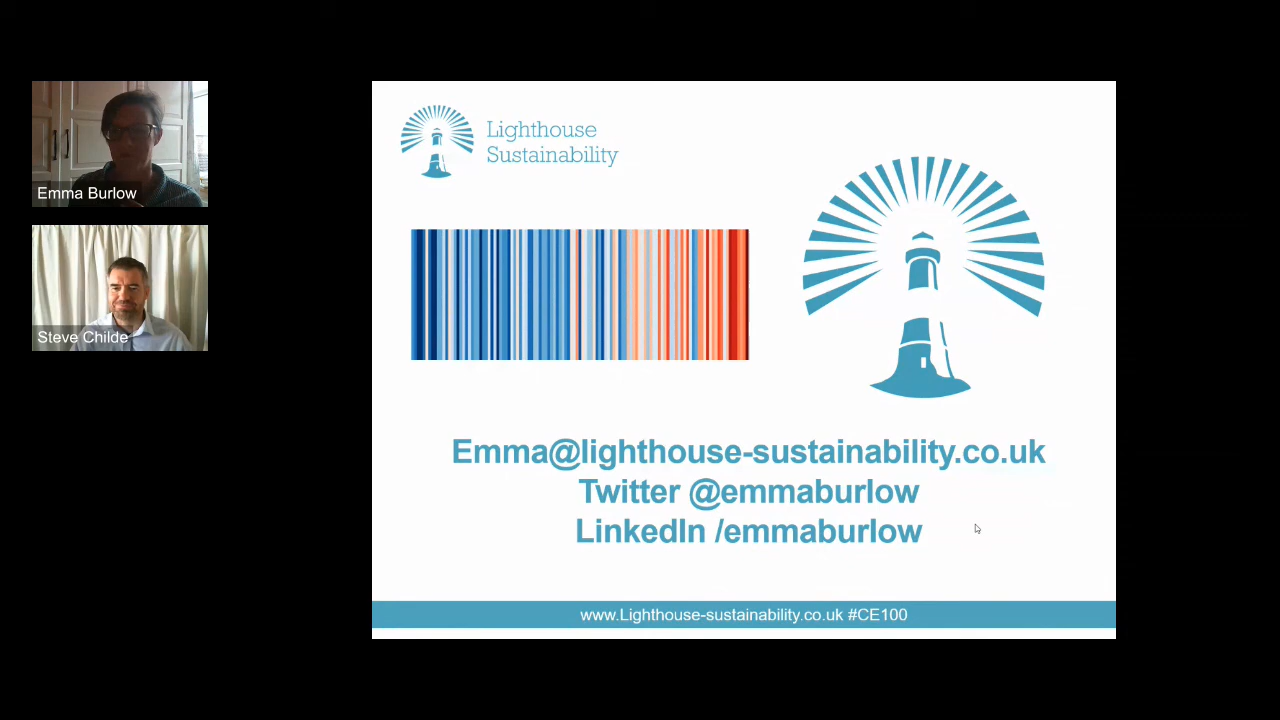 Emma Burlow
Steve Childe
Lighthouse
Sustainability
Emma@lighthouse-sustainability.co.uk
Twitter @emmaburlow
LinkedIn /emmaburlow
www.Lighthouse-sustainability.co.uk #CE100